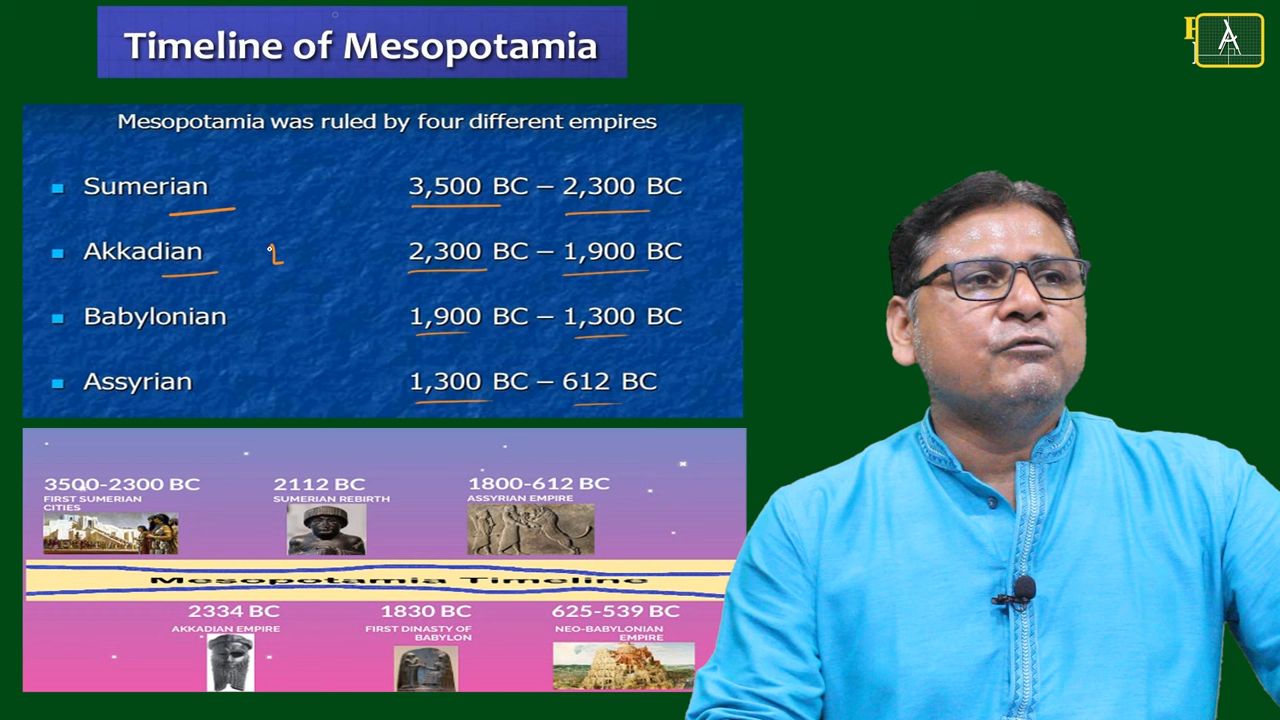 Timeline of Mesopotamia
Mesopotamia was ruled by four different empires
Sumerian 3,500 BC – 2,300 BC
Akkadian 2,300 BC – 1,900 BC
Babylonian 1,900 BC – 1,300 BC
Assyrian 1,300 BC – 612 BC
3500-2300 BC
FIRST SUMERIAN
CITIES
2112 BC
SUMERIAN REBIRTH
1800-612 BC
ASSYRIAN EMPIRE
Mesopotamia Timeline
2334 BC
AKKADIAN EMPIRE
1830 BC
FIRST DINASTY OF
BABYLON
625-539 BC
NEO-BABYLONIAN
EMPIRE